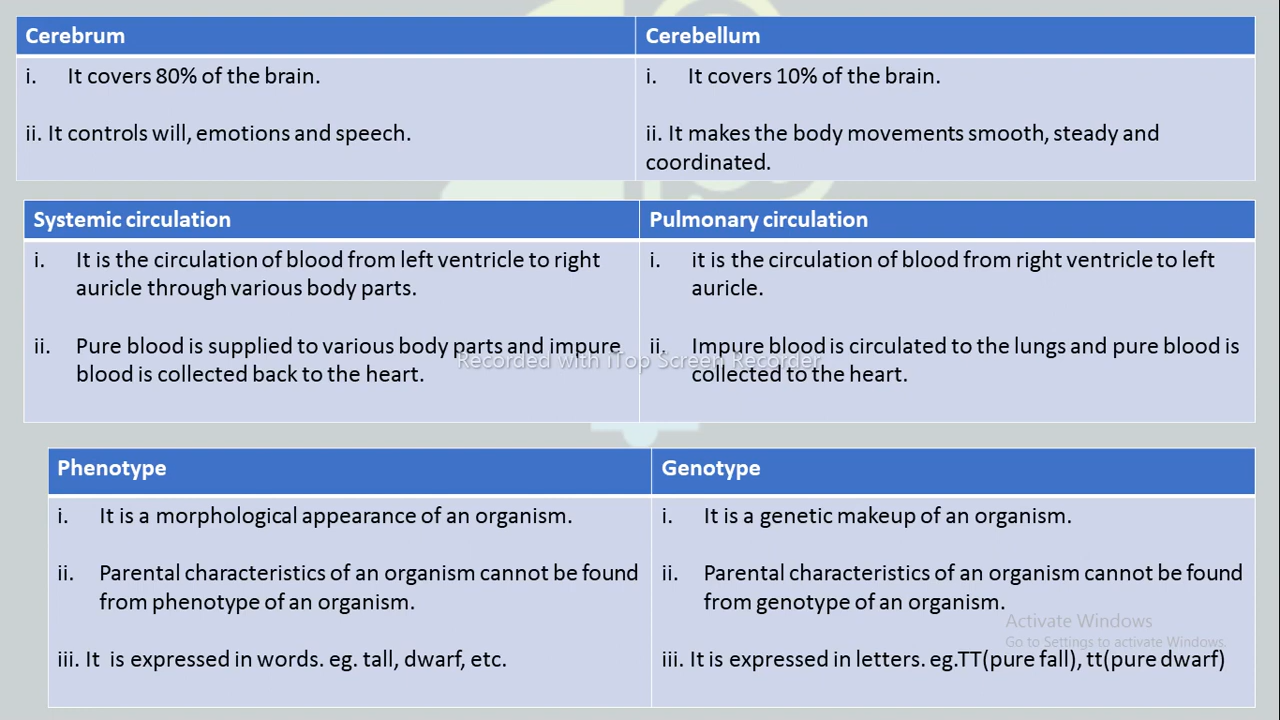 Cerebrum
Cerebellum
i. It covers 80% of the brain.
ii. It controls will, emotions and speech.
i. It covers 10% of the brain.
ii. It makes the body movements smooth, steady and
coordinated.
Systemic circulation
Pulmonary circulation
i. It is the circulation of blood from left ventricle to right
auricle through various body parts.
ii. Pure blood is supplied to various body parts and impure
blood is collected back to the heart.
i. it is the circulation of blood from right ventricle to left
auricle.
ii. Impure blood is circulated to the lungs and pure blood is
collected to the heart.
Recorded with iTop Screen Recorder
Phenotype
Genotype
i. It is a morphological appearance of an organism.
ii. Parental characteristics of an organism cannot be found
from phenotype of an organism.
iii. It is expressed in words. eg. tall, dwarf, etc.
i. It is a genetic makeup of an organism.
ii. Parental characteristics of an organism cannot be found
from genotype of an organism.
iii. It is expressed in letters. eg.TT(pure fall), tt(pure dwarf)
Activate Windows
Go to Settings to activate Windows.